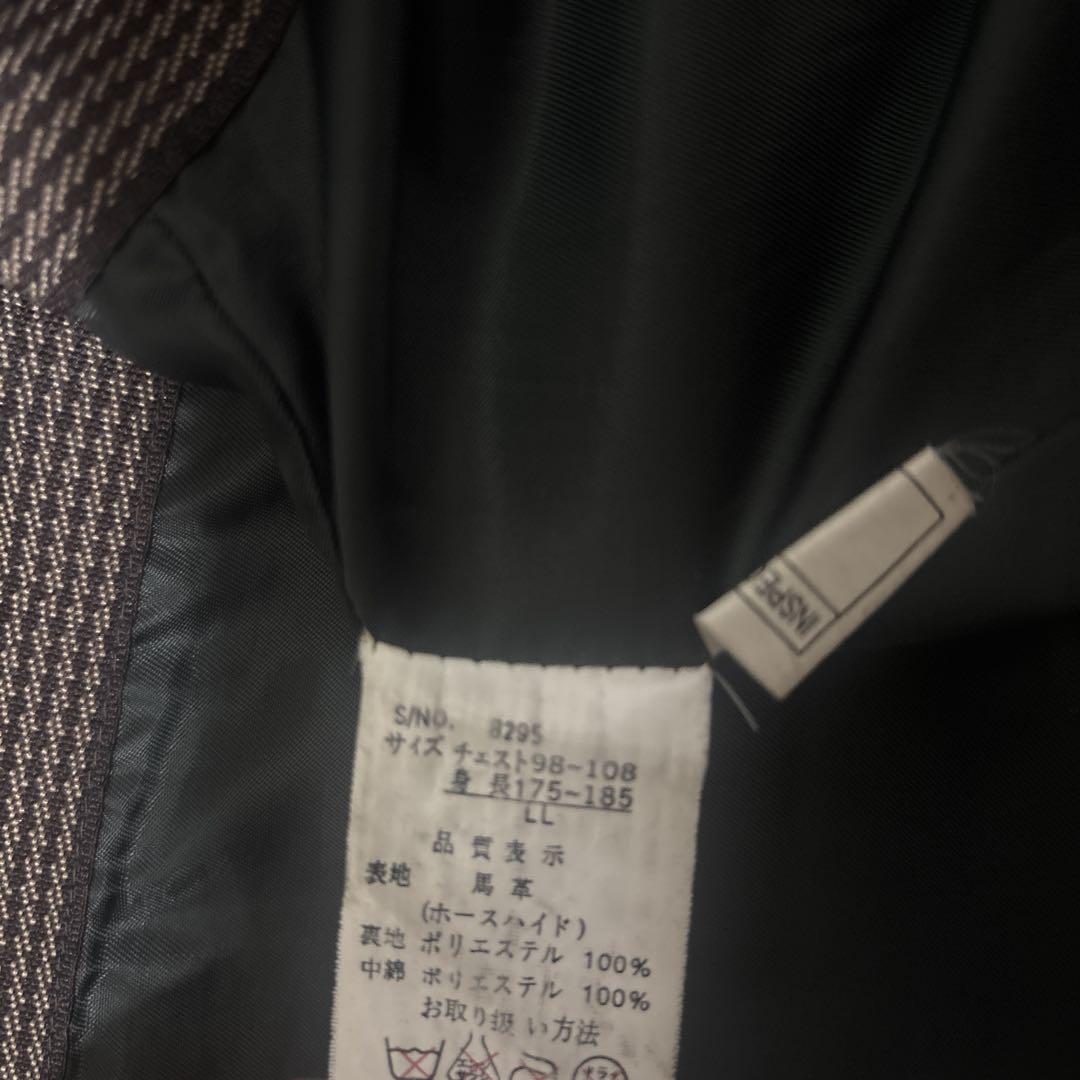 INSPE
S/NO. 8295
サイズ チェスト98~108
身長175~185
LL
品質表示
表地 馬革
(ホースハイド)
裏地 ポリエステル 100%
中綿 ポリエステル 100%
お取り扱い方法